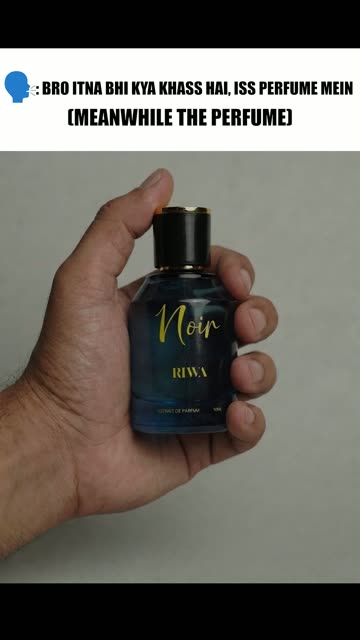 : BRO ITNA BHI KYA KHASS HAI, ISS PERFUME MEIN
(MEANWHILE THE PERFUME)
Noir
RIWA
EXTRAIT DE PARFUM